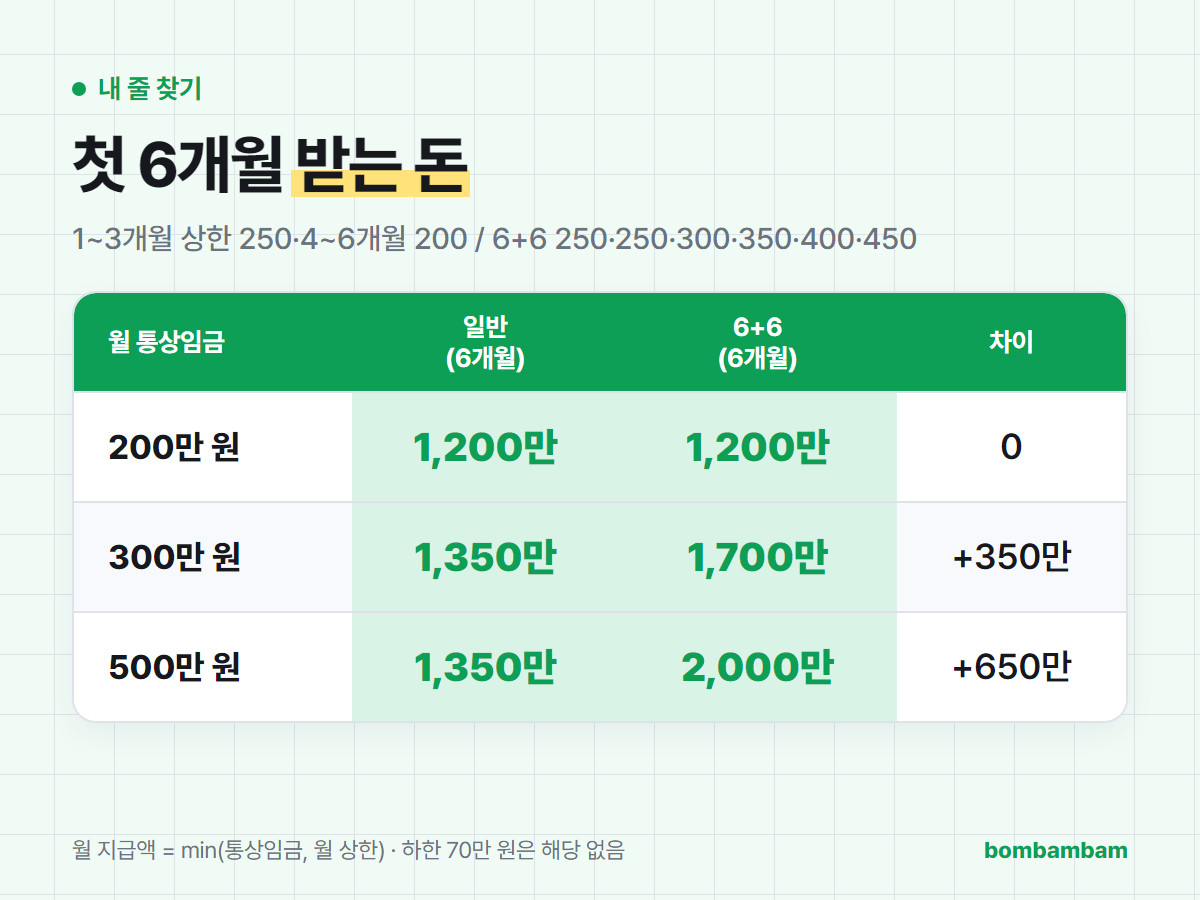 내 줄 찾기
첫 6개월 받는 돈
1~3개월 상한 250·4~6개월 200 / 6+6 250·250·300·350·400·450
월 통상임금
일반
(6개월)
6+6
(6개월)
차이
200만 원 1,200만 1,200만 0
300만 원 1,350만 1,700만 +350만
500만 원 1,350만 2,000만 +650만
월 지급액 = min(통상임금, 월 상한) · 하한 70만 원은 해당 없음
bombambam